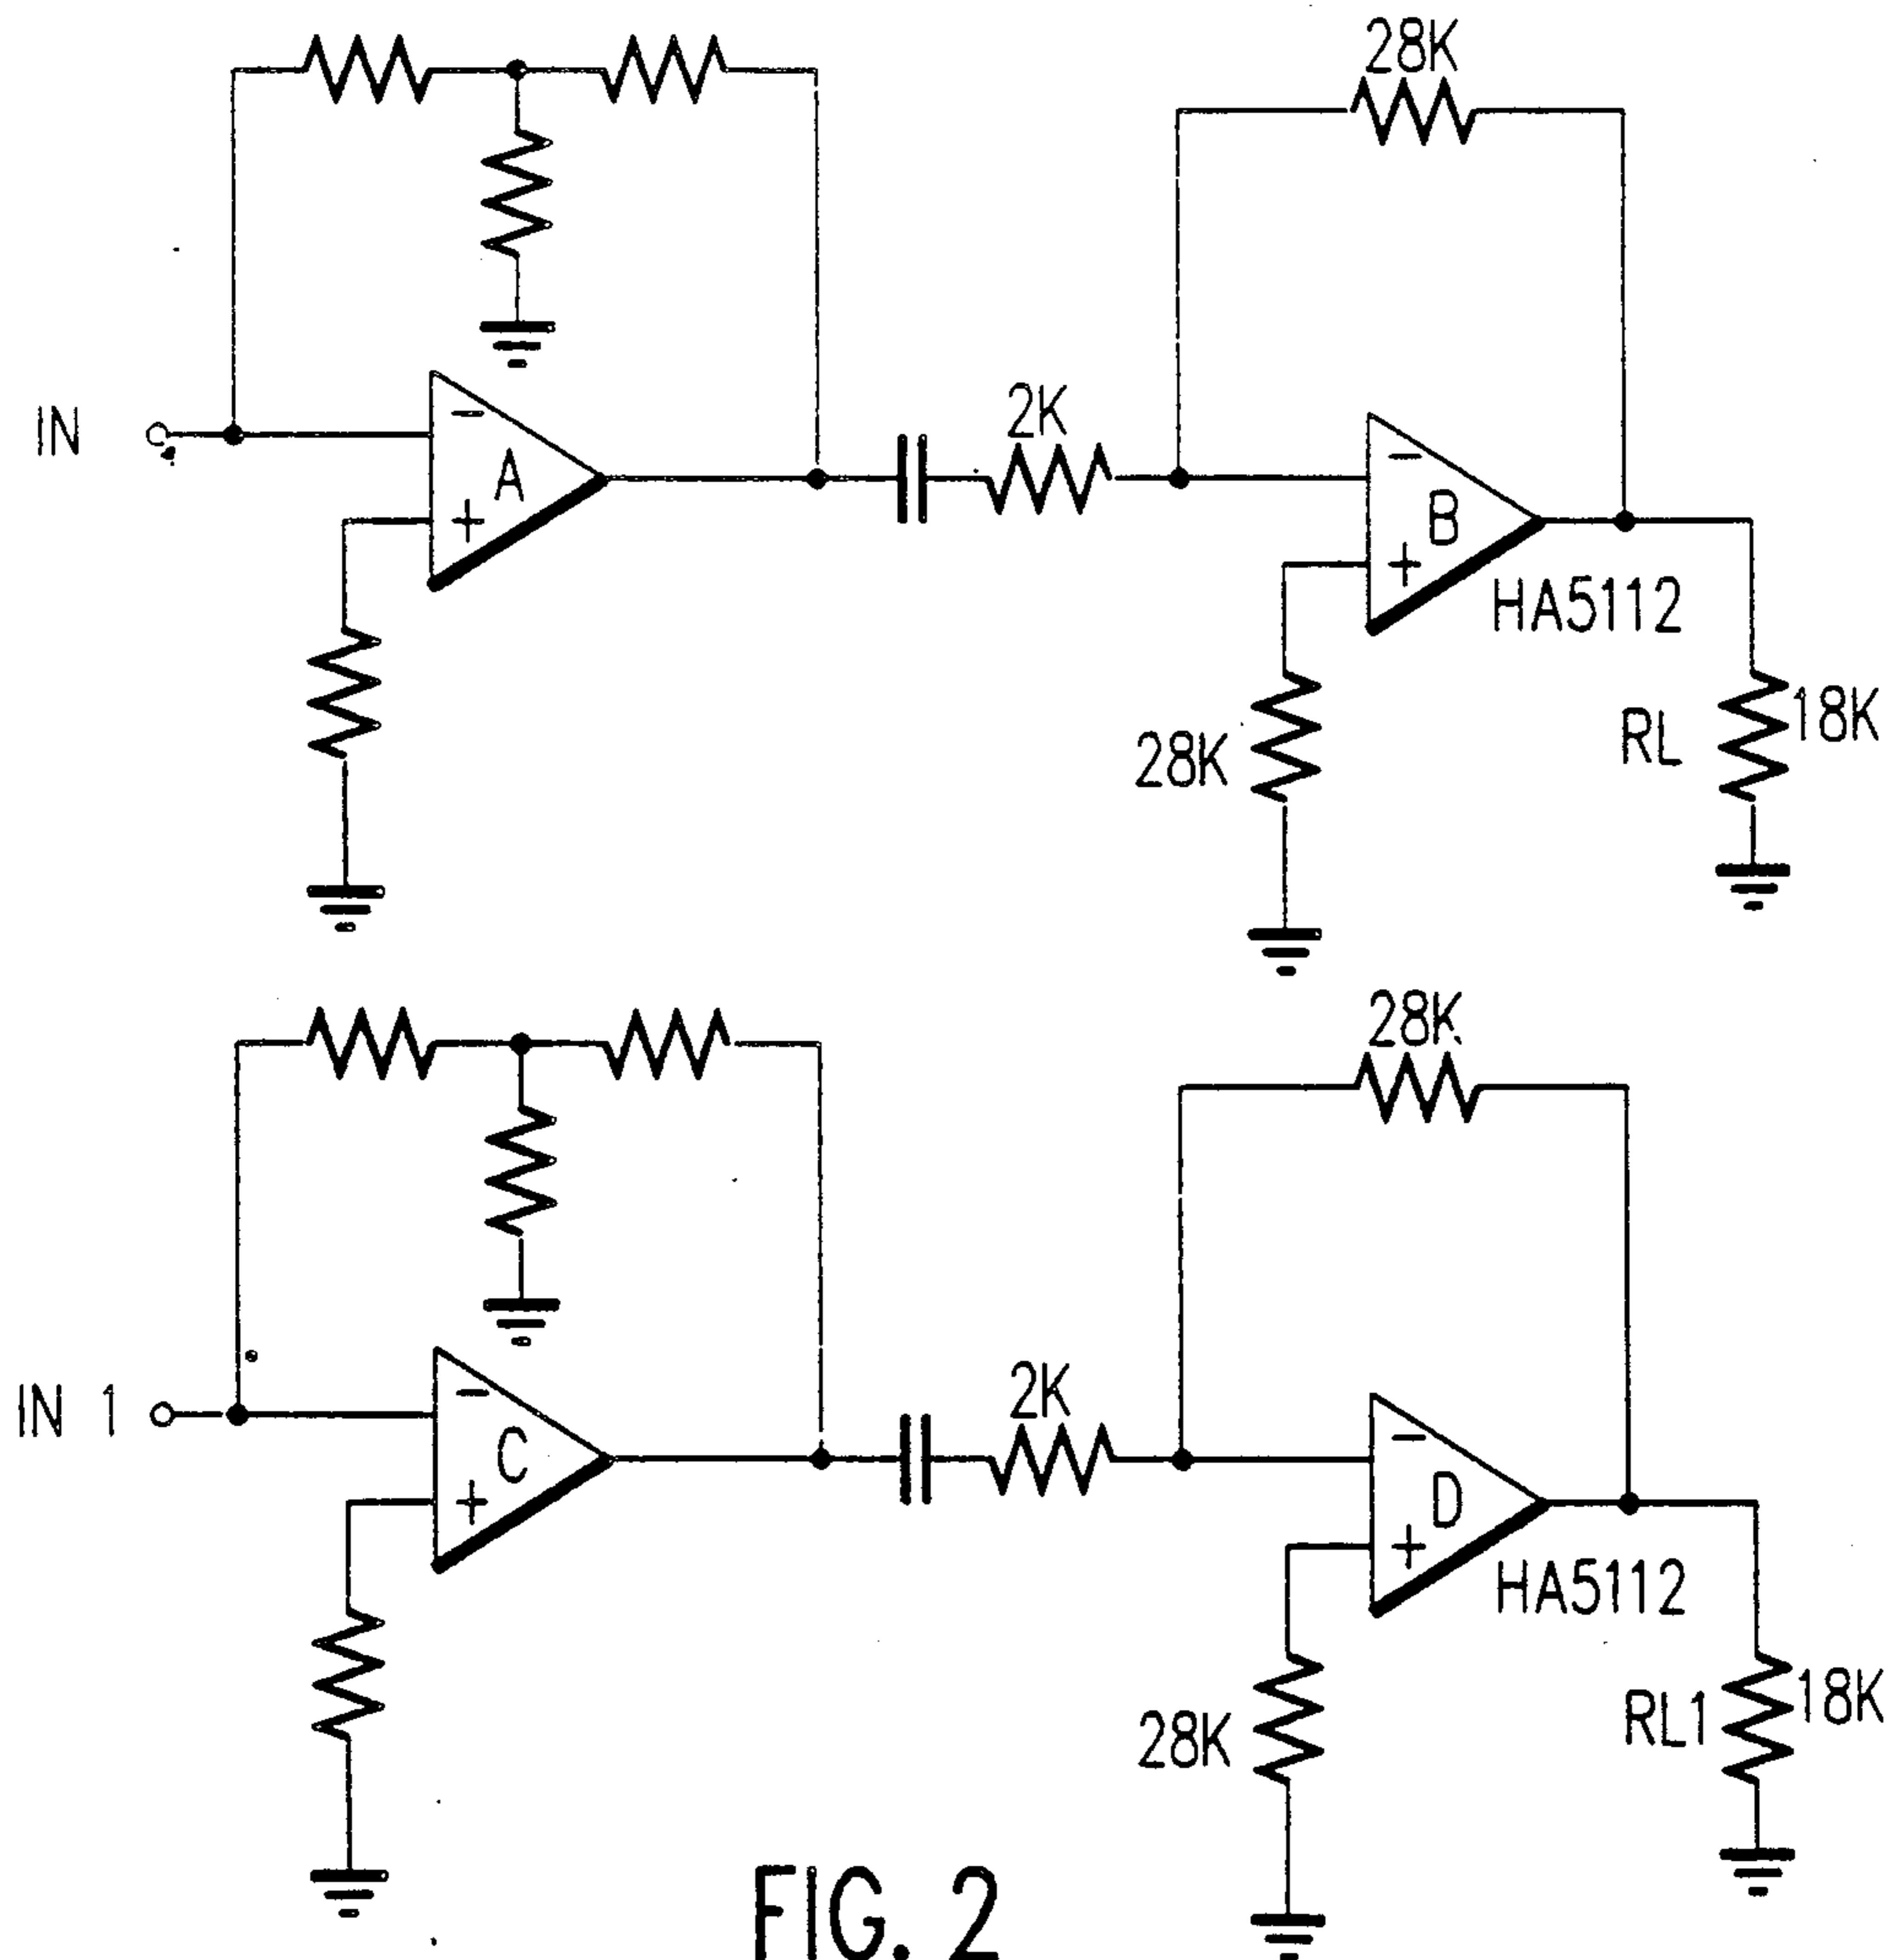 28K
IN
-
A
+
2K
-
B
+
HA5112
28K
RL
18K
28K
IN 1
-
C
+
2K
-
D
+
HA5112
28K
RL1
18K
FIG. 2